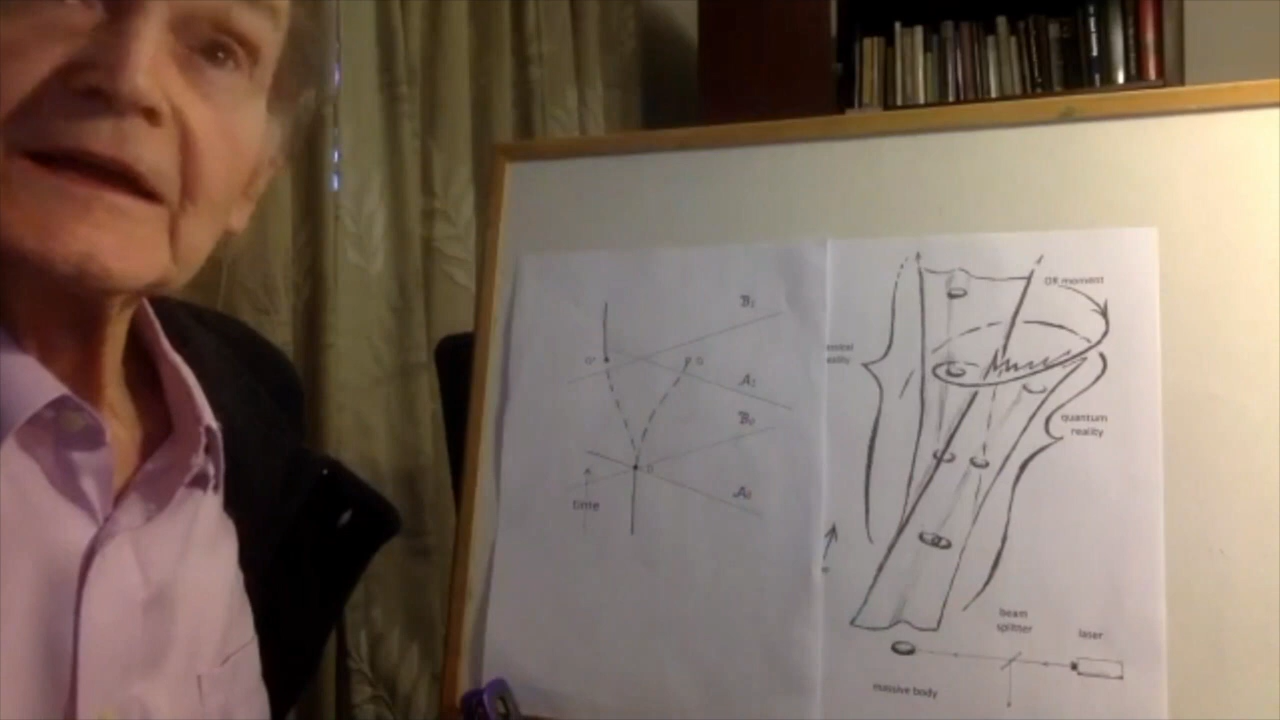 B₁
Q'
Q
A₁
B₀
O
A₀
time
OR moment
quantum
reality
beam
splitter
laser
massive body